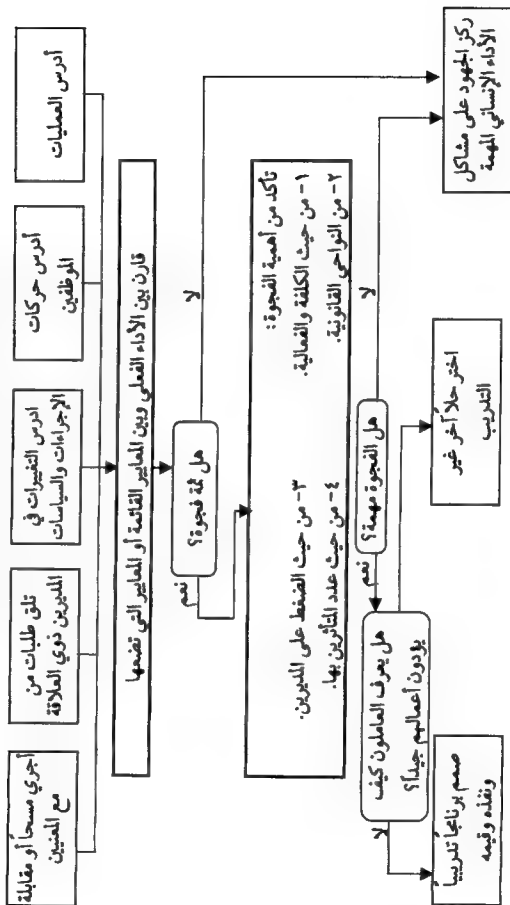 أدرس العمليات
أدرس حركات
الموظفين
ادرس التغييرات في
الإجراءات والسياسات
تلق طلبات من
المديرين ذوي العلاقة
أجري مسحاً أو مقابلة
مع المعنيين
قارن بين الأداء الفعلي وبين المعايير القائمة أو المعايير التي تضعها
هل ثمة فجوة؟
لا
نعم
تأكد من أهمية الفجوة:
١- من حيث الكلفة والفعالية.
٣- من حيث الضغط على المديرين.
٢- من النواحي القانونية.
٤- من حيث عدد المتأثرين بها.
هل الفجوة مهمة؟
لا
نعم
ركز الجهود على مشاكل
الأداء الإنساني المهمة
هل يعرف العاملون كيف
يؤدون أعمالهم جيداً؟
لا
اختر حلاً آخر غير
التدريب
صمم برنامجاً تدريبياً
ونفذه وقيمه